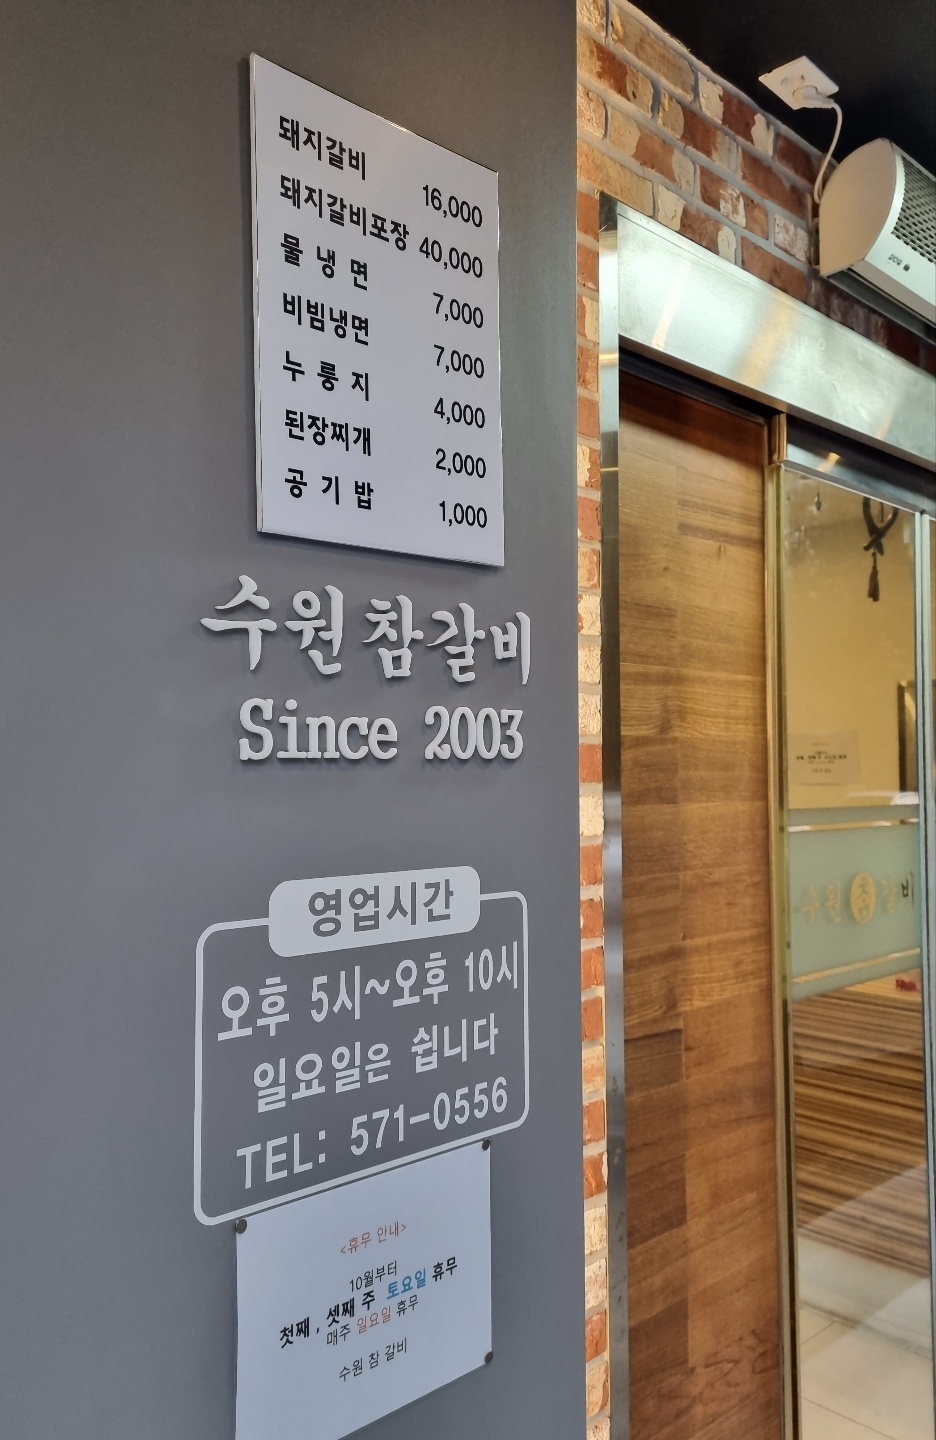 돼지갈비 16,000
돼지갈비포장 40,000
물 냉 면 7,000
비빔냉면 7,000
누 룽 지 4,000
된장찌개 2,000
공 기 밥 1,000
수원 참갈비
Since 2003
영업시간
오후 5시~오후 10시
일요일은 쉽니다
TEL: 571-0556
<휴무 안내>
10월부터
첫째, 셋째 주 토요일 휴무
매주 일요일 휴무
수원 참 갈비
수원 참 갈비